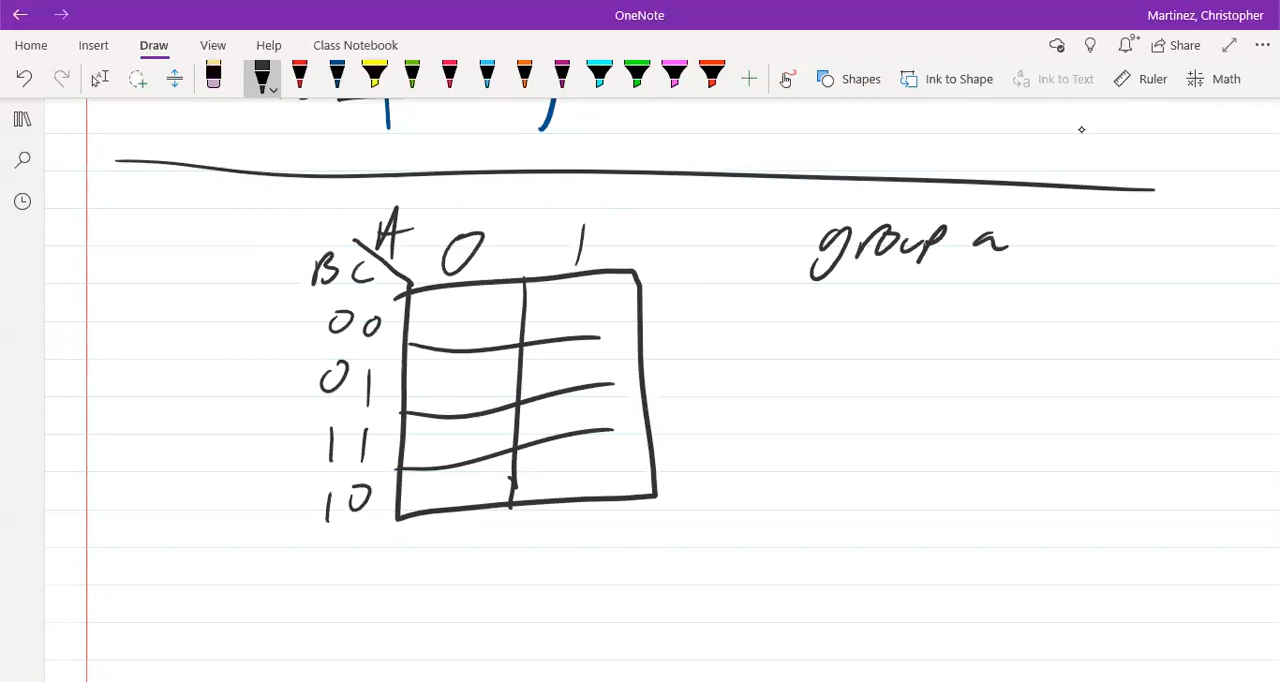 OneNote
Martínez, Christopher
Home Insert Draw View Help Class Notebook Share
Shapes Ink to Shape Ink to Text Ruler Math
A 0 1 group a
BC
00
01
11
10